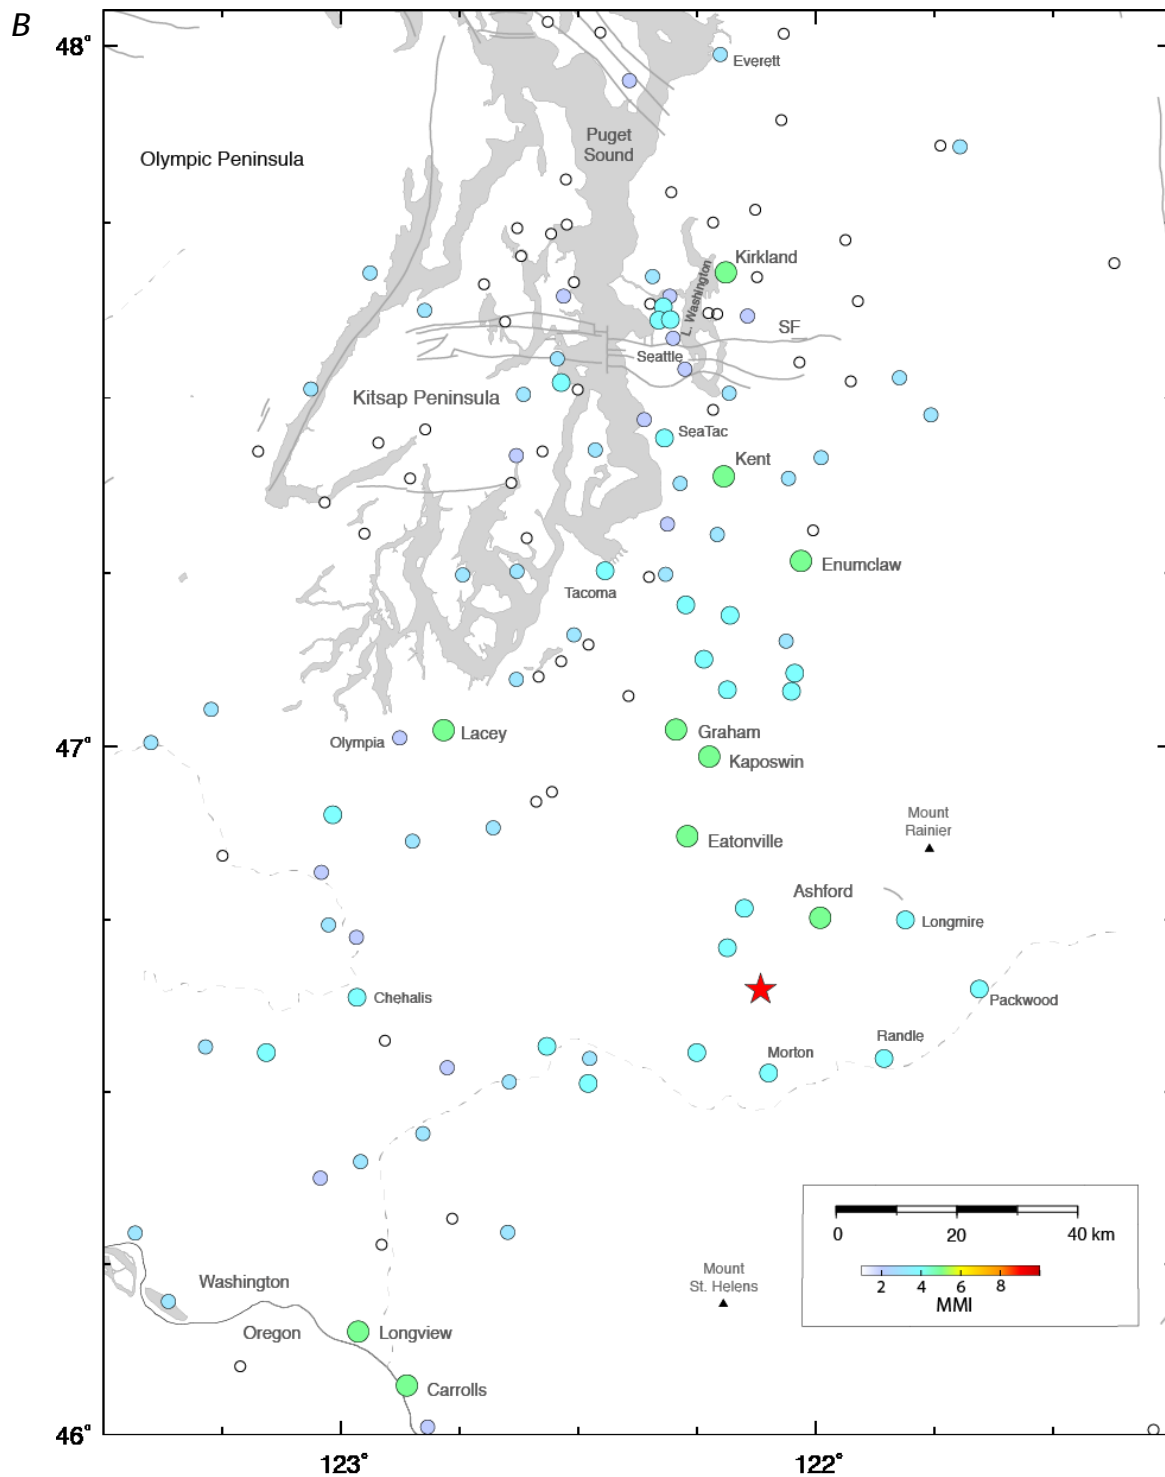 B
48°
Everett
Puget
Sound
Olympic Peninsula
Kirkland
L. Washington
SF
Seattle
Kitsap Peninsula
SeaTac
Kent
Enumclaw
Tacoma
47°
Olympia
Lacey
Graham
Kaposwin
Mount
Rainier
Eatonville
Ashford
Longmire
Chehalis
Packwood
Randle
Morton
0 20 40 km
Mount
St. Helens
2 4 6 8
MMI
Washington
Oregon
Longview
Carrolls
46°
123° 122°